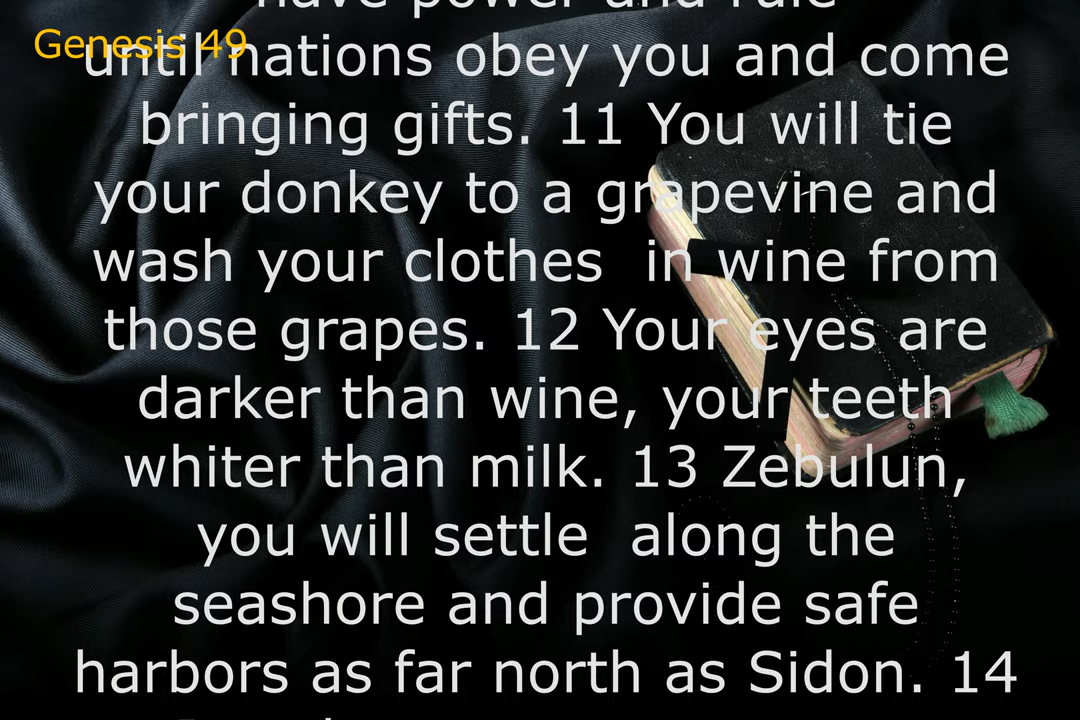 have power and rule
Genesis 49
until nations obey you and come
bringing gifts. 11 You will tie
your donkey to a grapevine and
wash your clothes  in wine from
those grapes. 12 Your eyes are
darker than wine, your teeth
whiter than milk. 13 Zebulun,
you will settle  along the
seashore and provide safe
harbors as far north as Sidon. 14